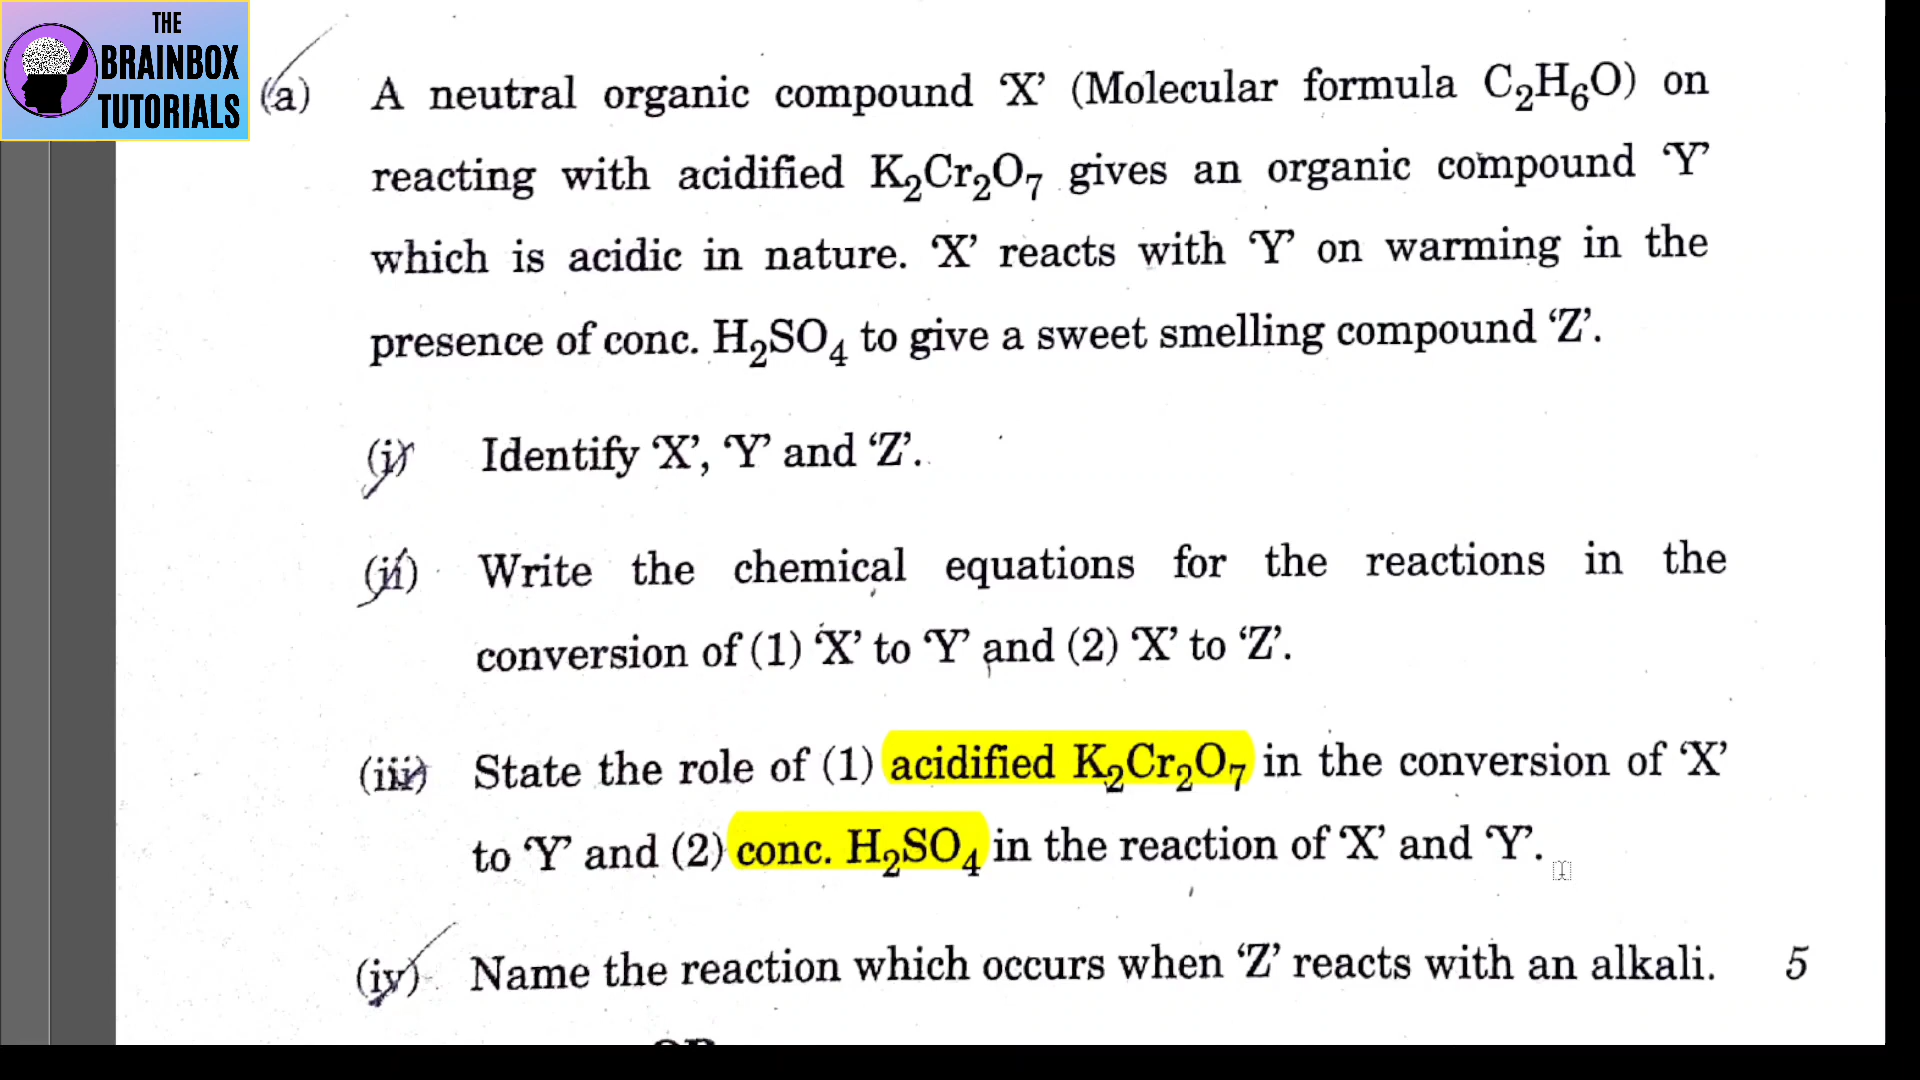 THE
BRAINBOX
TUTORIALS
(a) A neutral organic compound ‘X’ (Molecular formula C₂H₆O) on
reacting with acidified K₂Cr₂O₇ gives an organic compound ‘Y’
which is acidic in nature. ‘X’ reacts with ‘Y’ on warming in the
presence of conc. H₂SO₄ to give a sweet smelling compound ‘Z’.
(i) Identify ‘X’, ‘Y’ and ‘Z’.
(ii) Write the chemical equations for the reactions in the
conversion of (1) ‘X’ to ‘Y’ and (2) ‘X’ to ‘Z’.
(iii) State the role of (1) acidified K₂Cr₂O₇ in the conversion of ‘X’
to ‘Y’ and (2) conc. H₂SO₄ in the reaction of ‘X’ and ‘Y’.
(iv) Name the reaction which occurs when ‘Z’ reacts with an alkali. 5